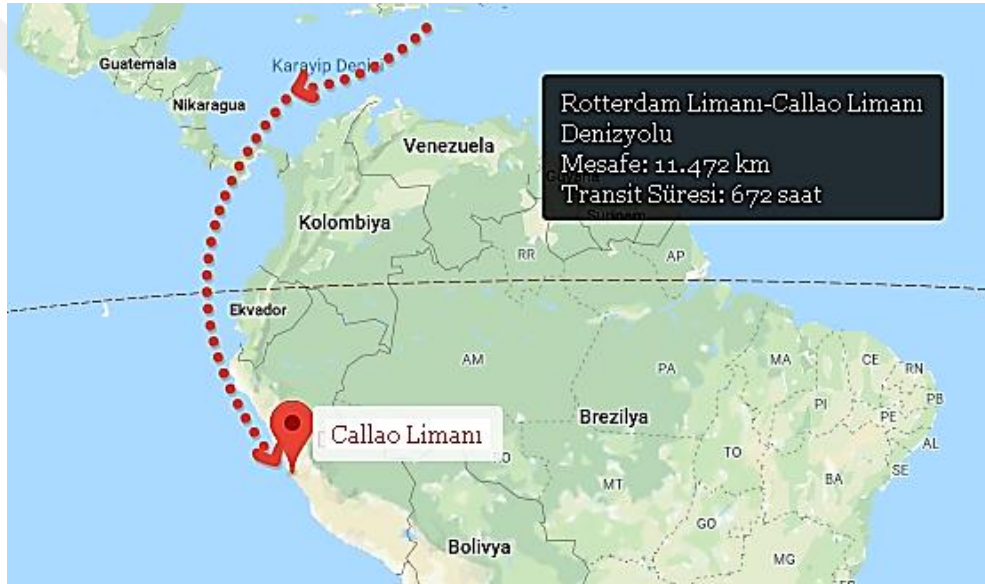 Guatemala
Karayip Denizi
Nikaragua
Rotterdam Limanı-Callao Limanı
Denizyolu
Mesafe: 11.472 km
Transit Süresi: 672 saat
Venezuela
Kolombiya
RR
AP
Ekvador
AM
PA
MA
CE
RN
PB
PI
PE
AL
Brezilya
Callao Limanı
TO
SE
BA
MT
GO
Bolivya
MG